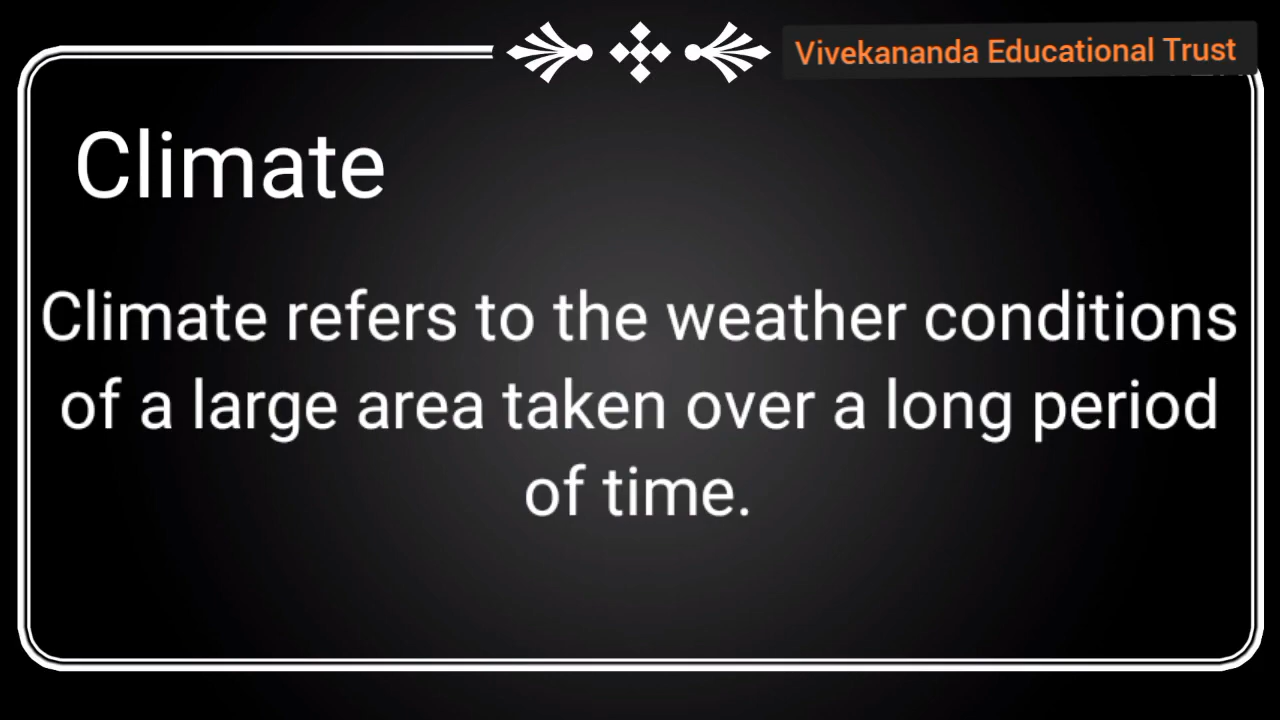 Vivekananda Educational Trust
Climate
Climate refers to the weather conditions
of a large area taken over a long period
of time.